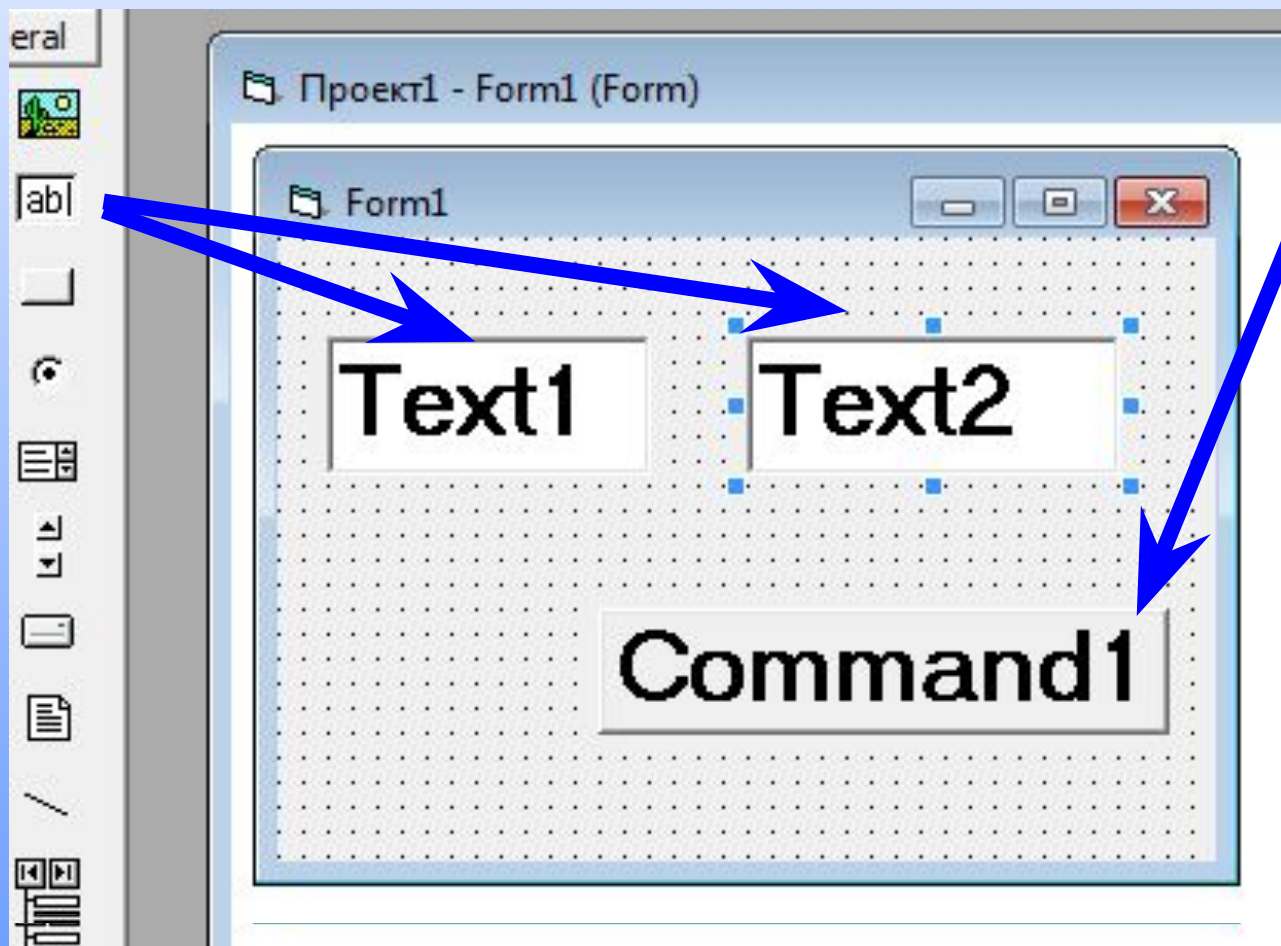 eral
Проект1 - Form1 (Form)
ab
Form1
Text1
Text2
Command1